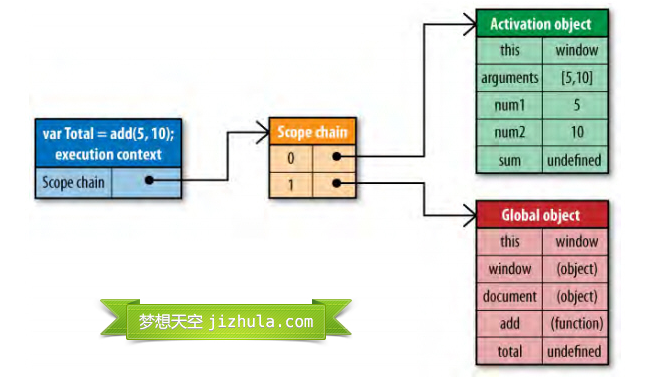 var Total = add(5, 10);
execution context
Scope chain
Scope chain
0
1
Activation object
this window
arguments [5,10]
num1 5
num2 10
sum undefined
Global object
this window
window (object)
document (object)
add (function)
total undefined
梦想天空 jizhula.com